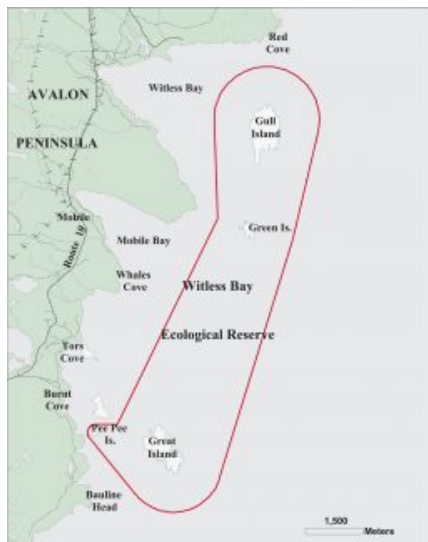 Red
Cove
Witless Bay
AVALON
PENINSULA
Gull
Island
Mobile
Green Is.
Mobile Bay
Route 10
Whales
Cove
Witless Bay
Ecological Reserve
Tors
Cove
Burnt
Cove
Pee Pee
Is.
Great
Island
Bauline
Head
1,500
Meters